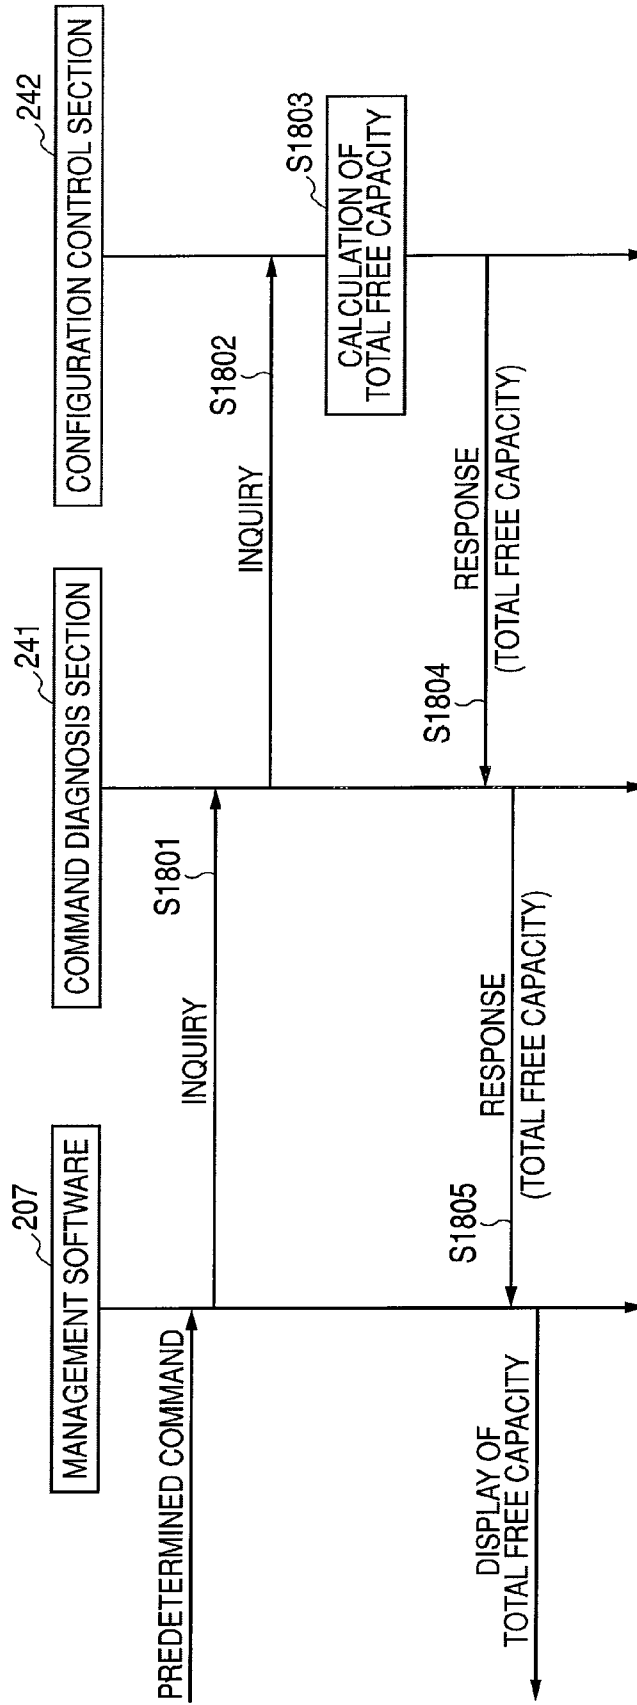 207
MANAGEMENT SOFTWARE
241
COMMAND DIAGNOSIS SECTION
242
CONFIGURATION CONTROL SECTION
PREDETERMINED COMMAND
INQUIRY
S1801
INQUIRY
S1802
S1803
CALCULATION OF
TOTAL FREE CAPACITY
S1804
RESPONSE
(TOTAL FREE CAPACITY)
S1805
RESPONSE
(TOTAL FREE CAPACITY)
DISPLAY OF
TOTAL FREE CAPACITY